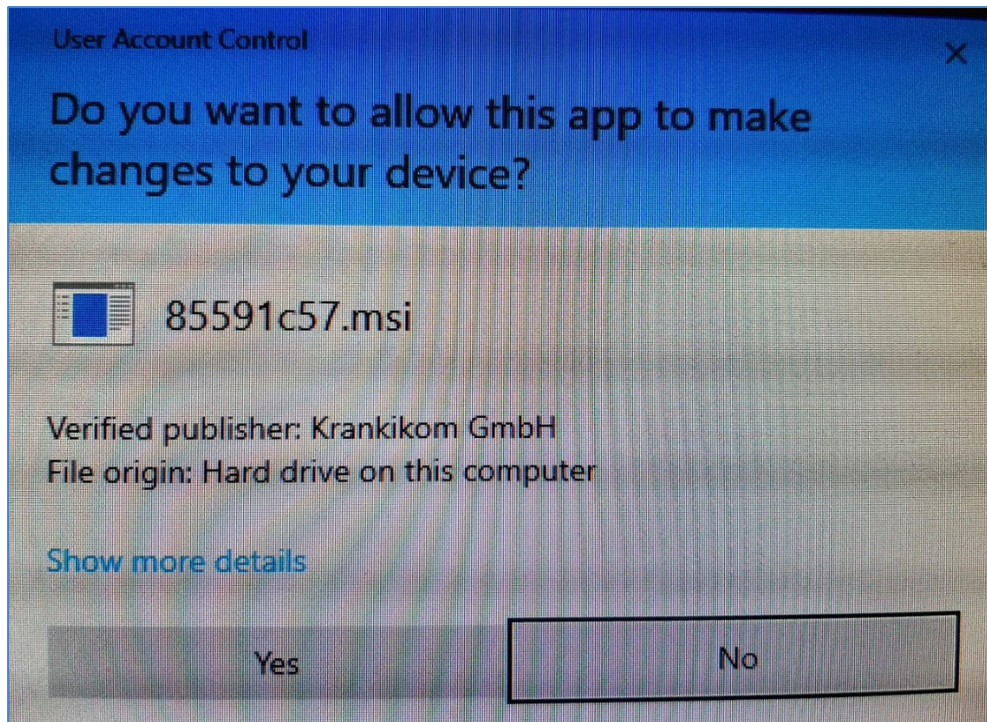 User Account Control
Do you want to allow this app to make
changes to your device?
85591c57.msi
Verified publisher: Krankikom GmbH
File origin: Hard drive on this computer
Show more details
Yes
No